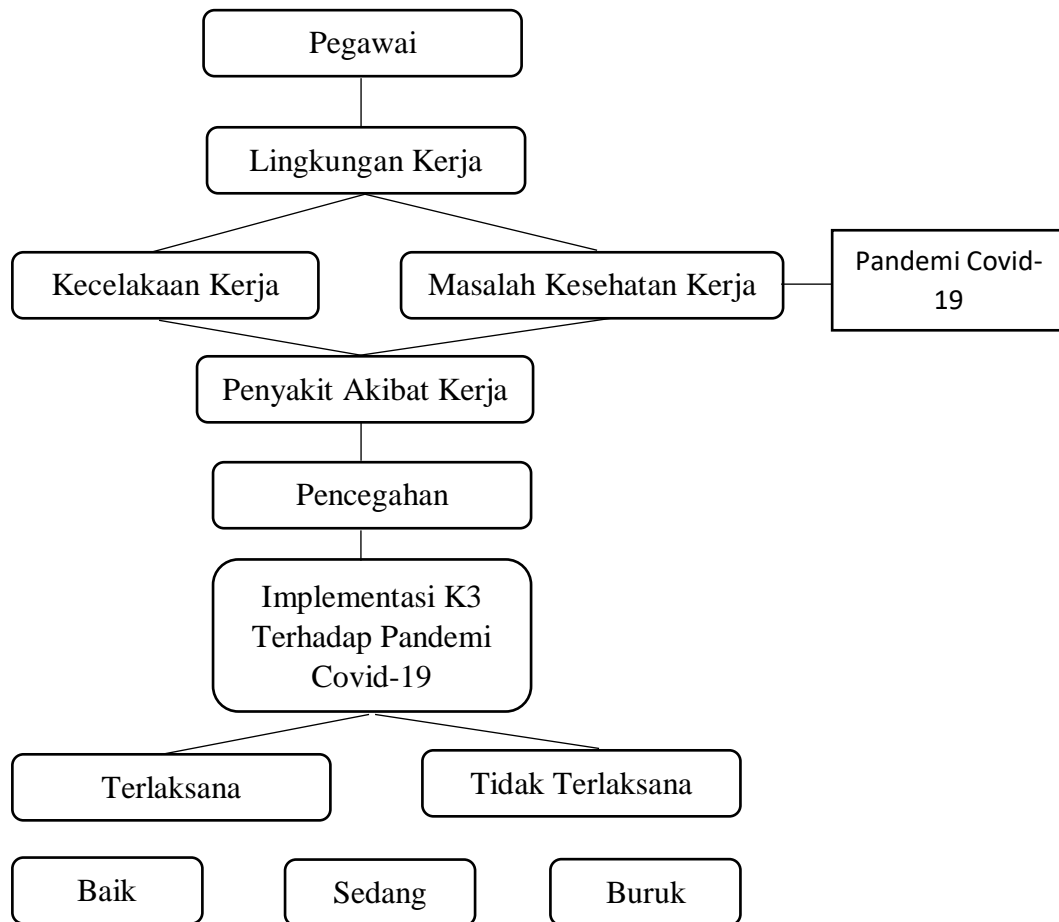 Pegawai
Lingkungan Kerja
Kecelakaan Kerja
Masalah Kesehatan Kerja
Pandemi Covid-
19
Penyakit Akibat Kerja
Pencegahan
Implementasi K3
Terhadap Pandemi
Covid-19
Terlaksana
Tidak Terlaksana
Baik
Sedang
Buruk